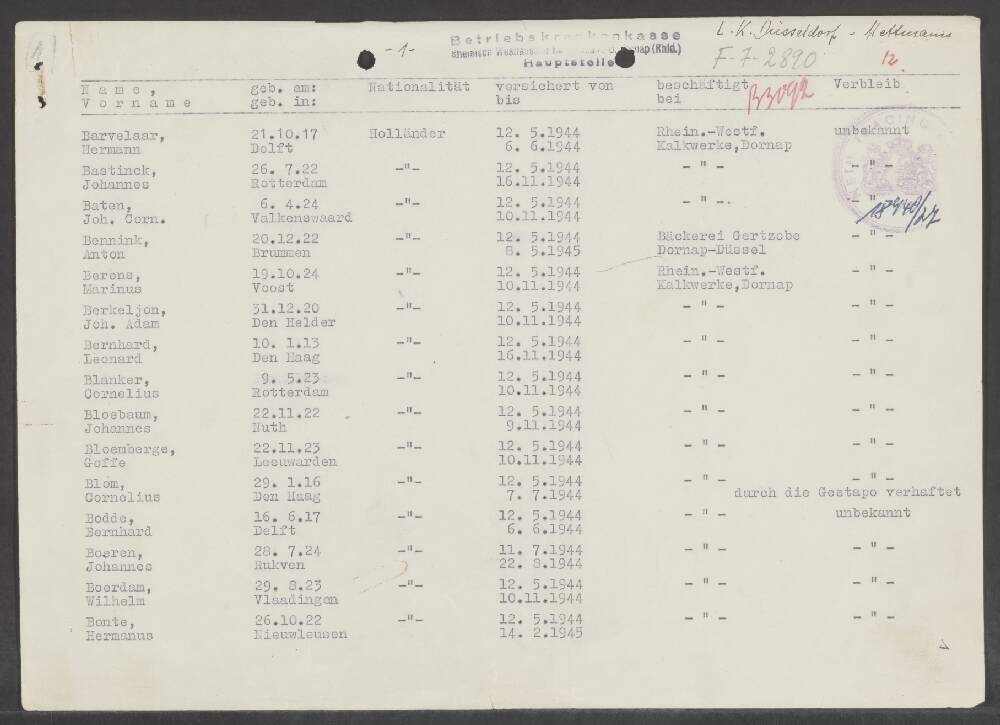 -1-
Betriebskrankenkasse
Hauptstelle
L.K. Düsseldorf - Mettmann
F-7-2890
12.
Name, geb. am: Nationalität versichert von beschäftigt Verbleib
Vorname geb. in: bis bei
Barvelaar, 21.10.17 Holländer 12. 5.1944 Rhein.-Westf. unbekannt
Hermann Delft 6. 6.1944 Kalkwerke,Dornap
Bastinck, 26. 7.22 -"- 12. 5.1944 - " - - " -
Johannes Rotterdam 16.11.1944
Baten, 6. 4.24 -"- 12. 5.1944 - " -. - " -
Joh. Corn. Valkenswaard 10.11.1944
Bennink, 20.12.22 -"- 12. 5.1944 Bäckerei Gertzobe - " -
Anton Brummen 8. 5.1945 Dornap-Düssel
Berens, 19.10.24 -"- 12. 5.1944 Rhein.-Westf. - " -
Marinus Voost 10.11.1944 Kalkwerke,Dornap
Berkeljon, 31.12.20 -"- 12. 5.1944 - " - - " -
Joh. Adam Den Helder 10.11.1944
Bernhard, 10. 1.13 -"- 12. 5.1944 - " - - " -
Leonard Den Haag 16.11.1944
Blanker, 9. 5.23 -"- 12. 5.1944 - " - - " -
Cornelius Rotterdam 10.11.1944
Bloebaum, 22.11.22 -"- 12. 5.1944 - " - - " -
Johannes Nuth 9.11.1944
Bloemberge, 22.11.23 -"- 12. 5.1944 - " - - " -
Goffe Leeuwarden 10.11.1944
Blom, 29. 1.16 -"- 12. 5.1944 - " - - " -
Cornelius Den Haag 7. 7.1944 durch die Gestapo verhaftet
Bodde, 16. 6.17 -"- 12. 5.1944 - " - unbekannt
Bernhard Delft 6. 6.1944
Boeren, 28. 7.24 -"- 11. 7.1944 - " - - " -
Johannes Rukven 22. 8.1944
Boerdam, 29. 8.23 -"- 12. 5.1944 - " - - " -
Wilhelm Vlaadingen 10.11.1944
Bonte, 26.10.22 -"- 12. 5.1944 - " - - " -
Hermanus Nieuwleusen 14. 2.1945